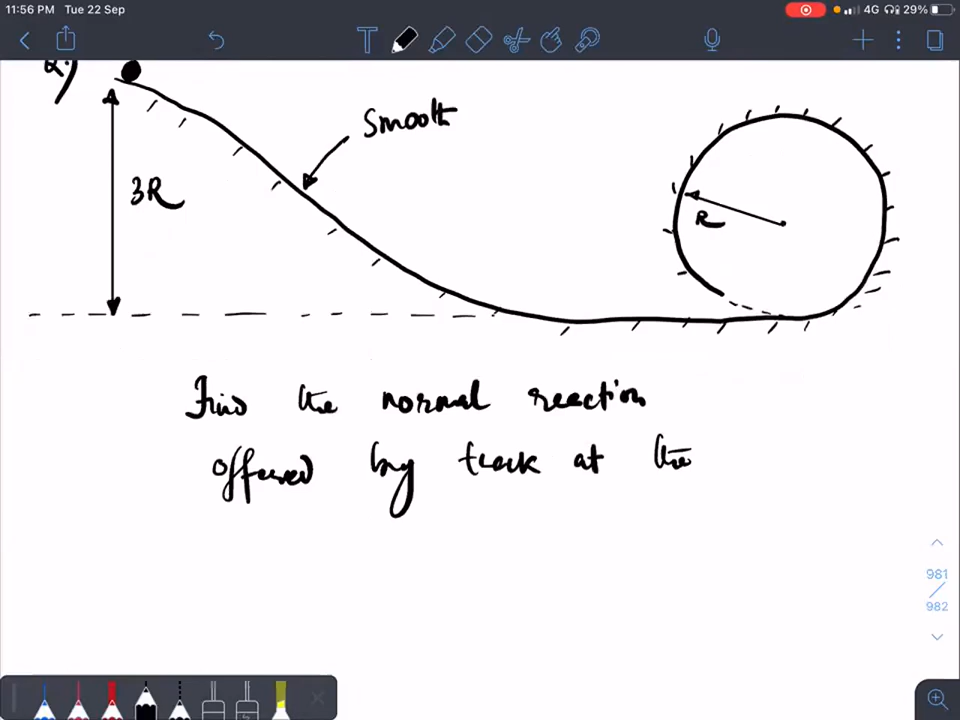 11:56 PM Tue 22 Sep
4G 29%
Smooth
3R
R
Find the normal reaction
offered by track at the
981
982